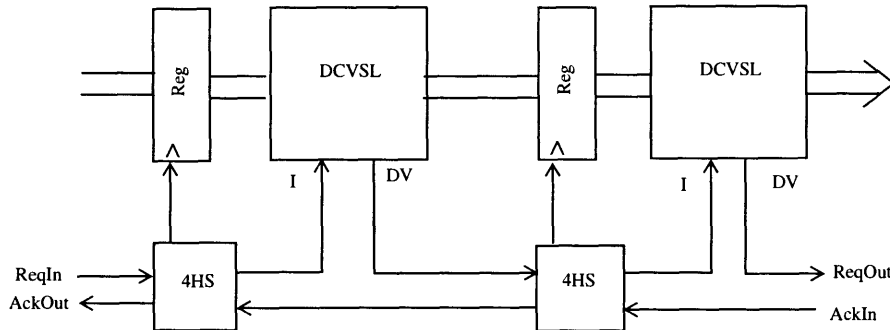 Reg
DCVSL
Reg
DCVSL
I
DV
I
DV
ReqIn
4HS
4HS
ReqOut
AckOut
AckIn